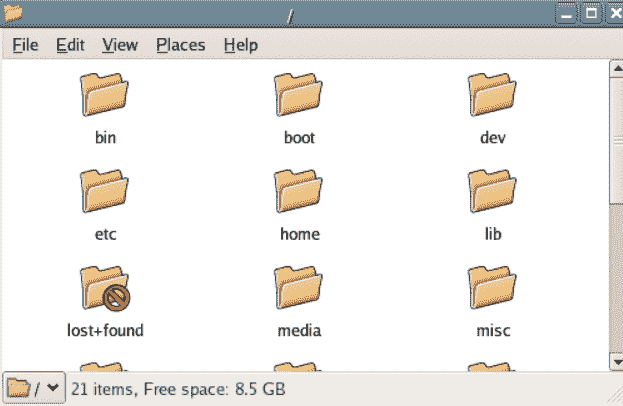 /
File Edit View Places Help
bin boot dev
etc home lib
lost+found media misc
/ 21 items, Free space: 8.5 GB